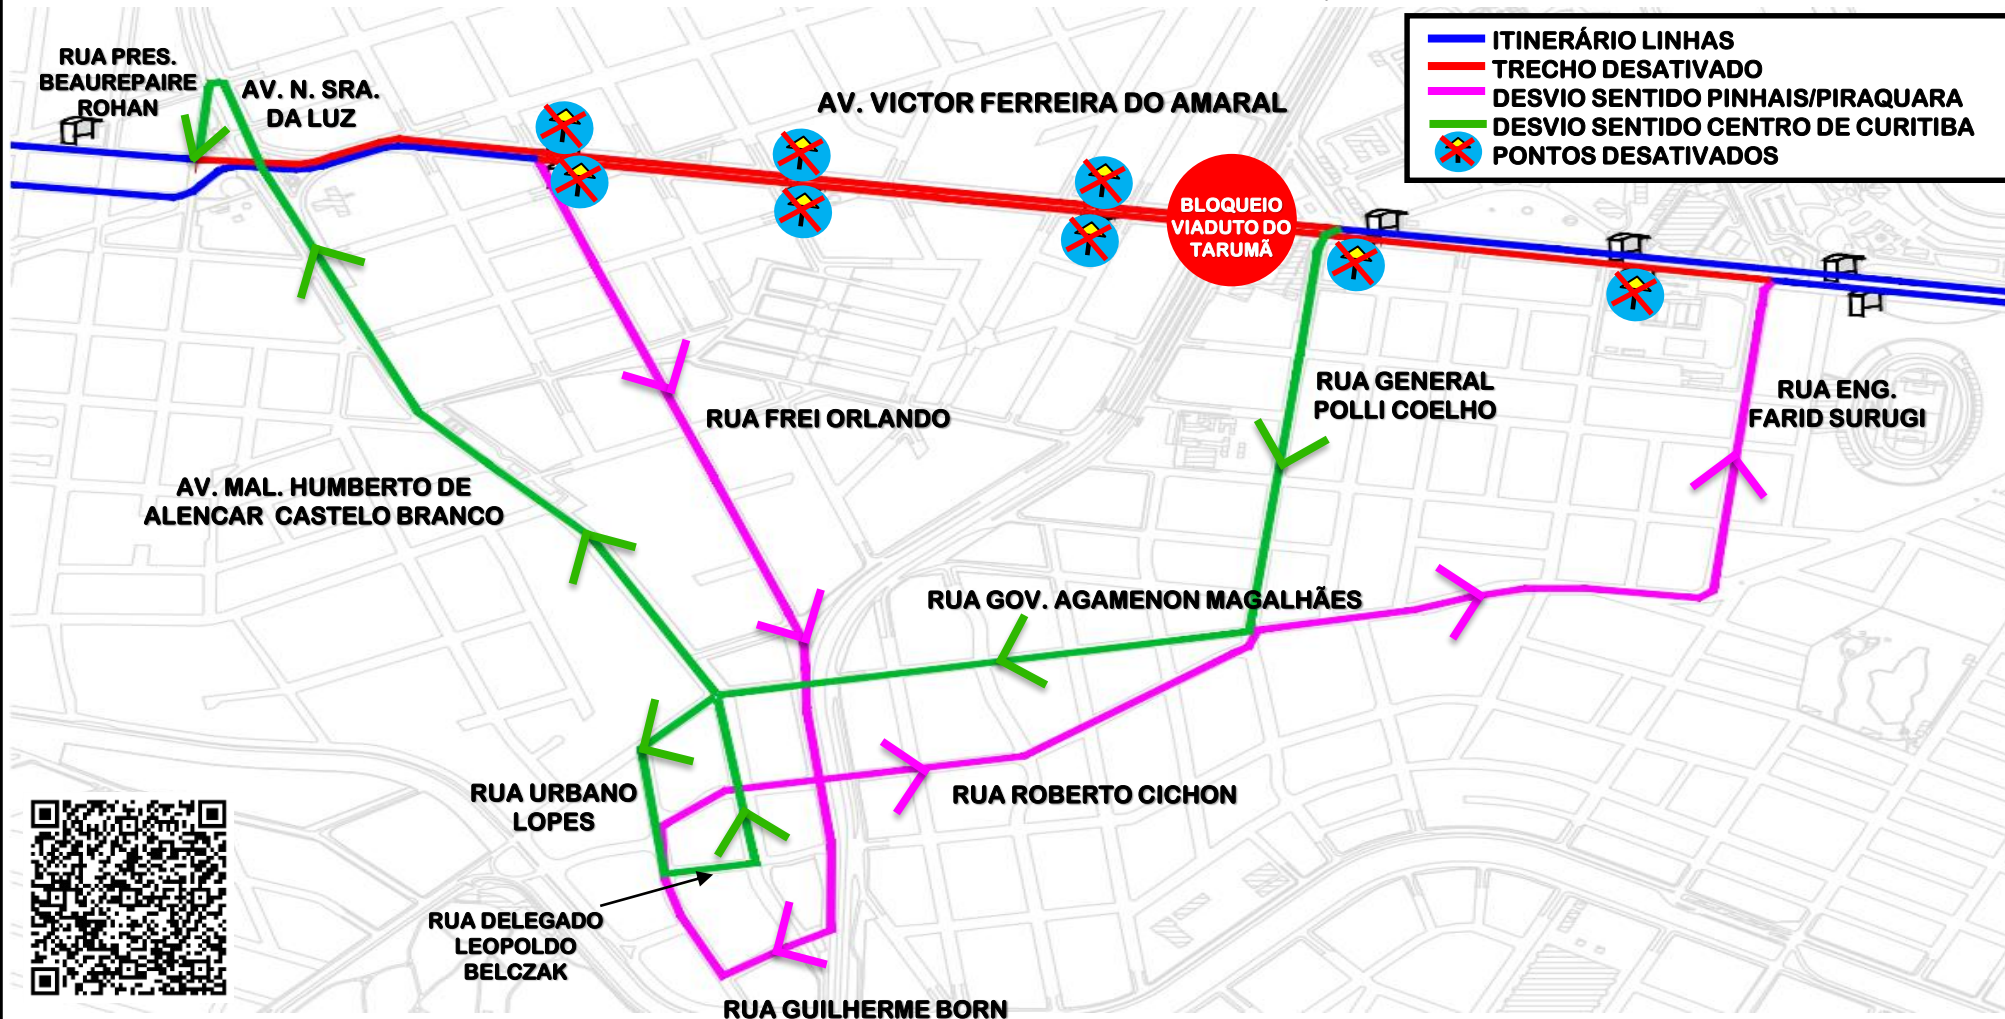 RUA PRES.
BEAUREPAIRE
ROHAN
AV. N. SRA.
DA LUZ
AV. VICTOR FERREIRA DO AMARAL
ITINERÁRIO LINHAS
TRECHO DESATIVADO
DESVIO SENTIDO PINHAIS/PIRAQUARA
DESVIO SENTIDO CENTRO DE CURITIBA
PONTOS DESATIVADOS
BLOQUEIO
VIADUTO DO
TARUMÃ
RUA FREI ORLANDO
RUA GENERAL
POLLI COELHO
RUA ENG.
FARID SURUGI
AV. MAL. HUMBERTO DE
ALENCAR CASTELO BRANCO
RUA GOV. AGAMENON MAGALHÃES
RUA URBANO
LOPES
RUA ROBERTO CICHON
RUA DELEGADO
LEOPOLDO
BELCZAK
RUA GUILHERME BORN